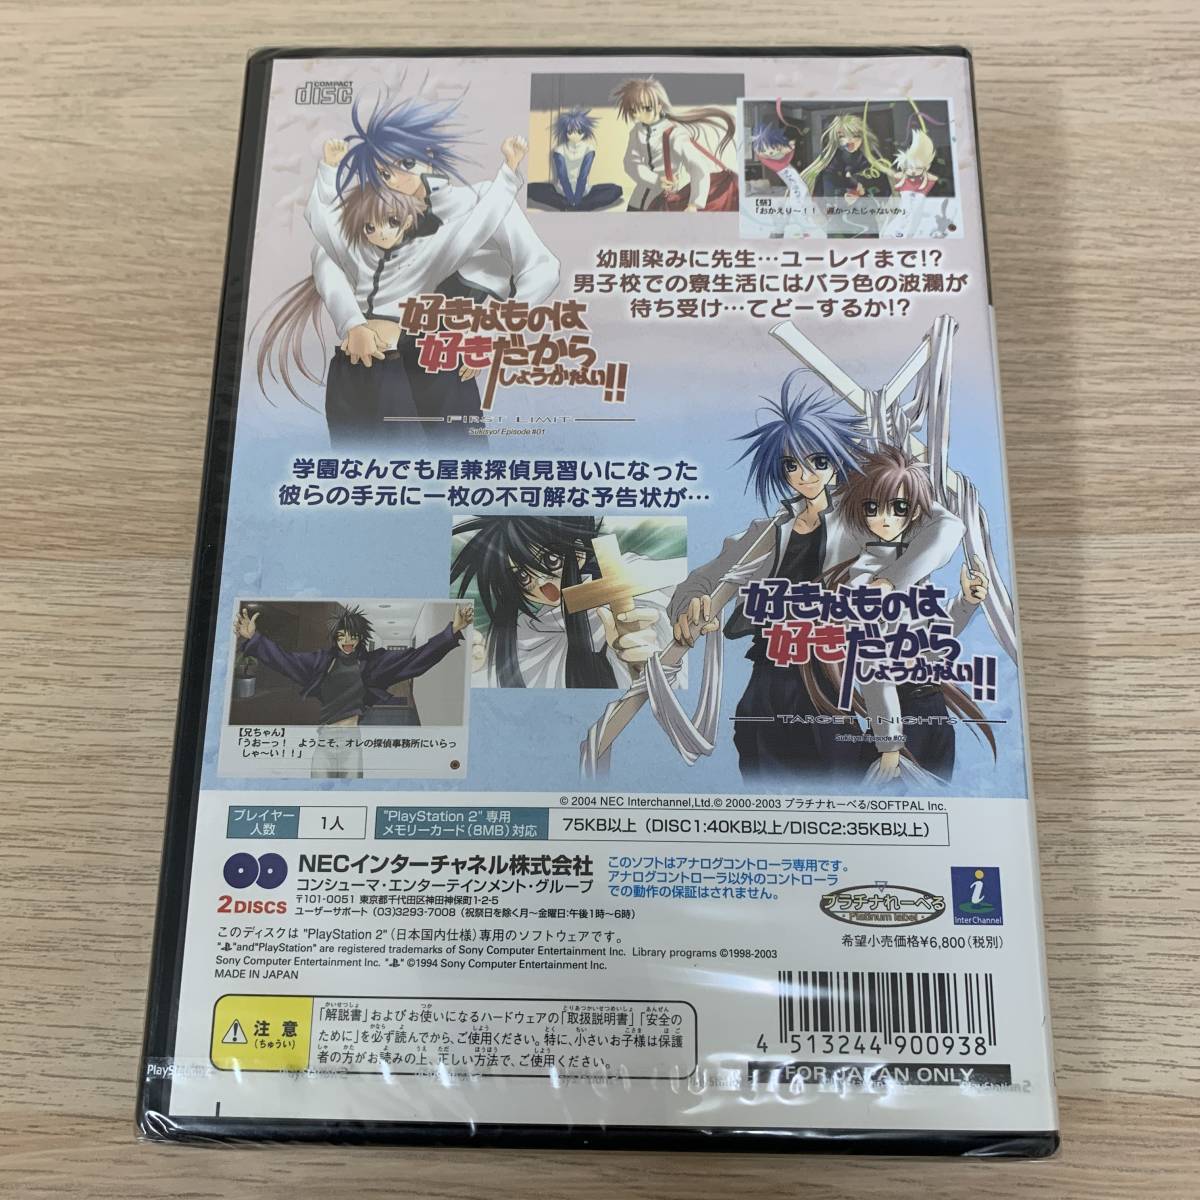 COMPACT
disc
【祭】
「おかえり〜！！　遅かったじゃないか」
幼馴染みに先生…ユーレイまで!?
男子校での寮生活にはバラ色の波瀾が
待ち受け…てどーするか!?
好きなものは
好きだから
しょうがない!!
FIRST LIMIT
Sukisyo! Episode #01
学園なんでも屋兼探偵見習いになった
彼らの手元に一枚の不可解な予告状が…
【兄ちゃん】
「うおーっ！　ようこそ、オレの探偵事務所にいらっ
しゃ〜い！！」
好きなものは
好きだから
しょうがない!!
TARGET†NIGHTS
Sukisyo! Episode #02
© 2004 NEC Interchannel,Ltd.© 2000-2003 プラチナれーべる/SOFTPAL Inc.
プレイヤー人数
1人
"PlayStation 2"専用
メモリーカード（8MB）対応
75KB以上（DISC1:40KB以上/DISC2:35KB以上）
2DISCS
NECインターチャネル株式会社
コンシューマ・エンターテインメント・グループ
〒101-0051 東京都千代田区神田神保町1-2-5
ユーザーサポート（03）3293-7008（祝祭日を除く月〜金曜日:午後1時〜6時）
このソフトはアナログコントローラ専用です。
アナログコントローラ以外のコントローラ
での動作の保証はされません。
プラチナれーべる
Platinum label
InterChannel
希望小売価格¥6,800（税別）
このディスクは "PlayStation 2"（日本国内仕様）専用のソフトウェアです。
" "and"PlayStation" are registered trademarks of Sony Computer Entertainment Inc. Library programs ©1998-2003
Sony Computer Entertainment Inc. " " ©1994 Sony Computer Entertainment Inc.
MADE IN JAPAN
注意
（ちゅうい）
「解説書」およびお使いになるハードウェアの「取扱説明書」「安全の
ために」を必ず読んでから、ご使用ください。特に、小さいお子様は保護
者の方がお読みの上、正しい方法で、ご使用ください。
4 513244 900938
FOR JAPAN ONLY
PlayStation 2